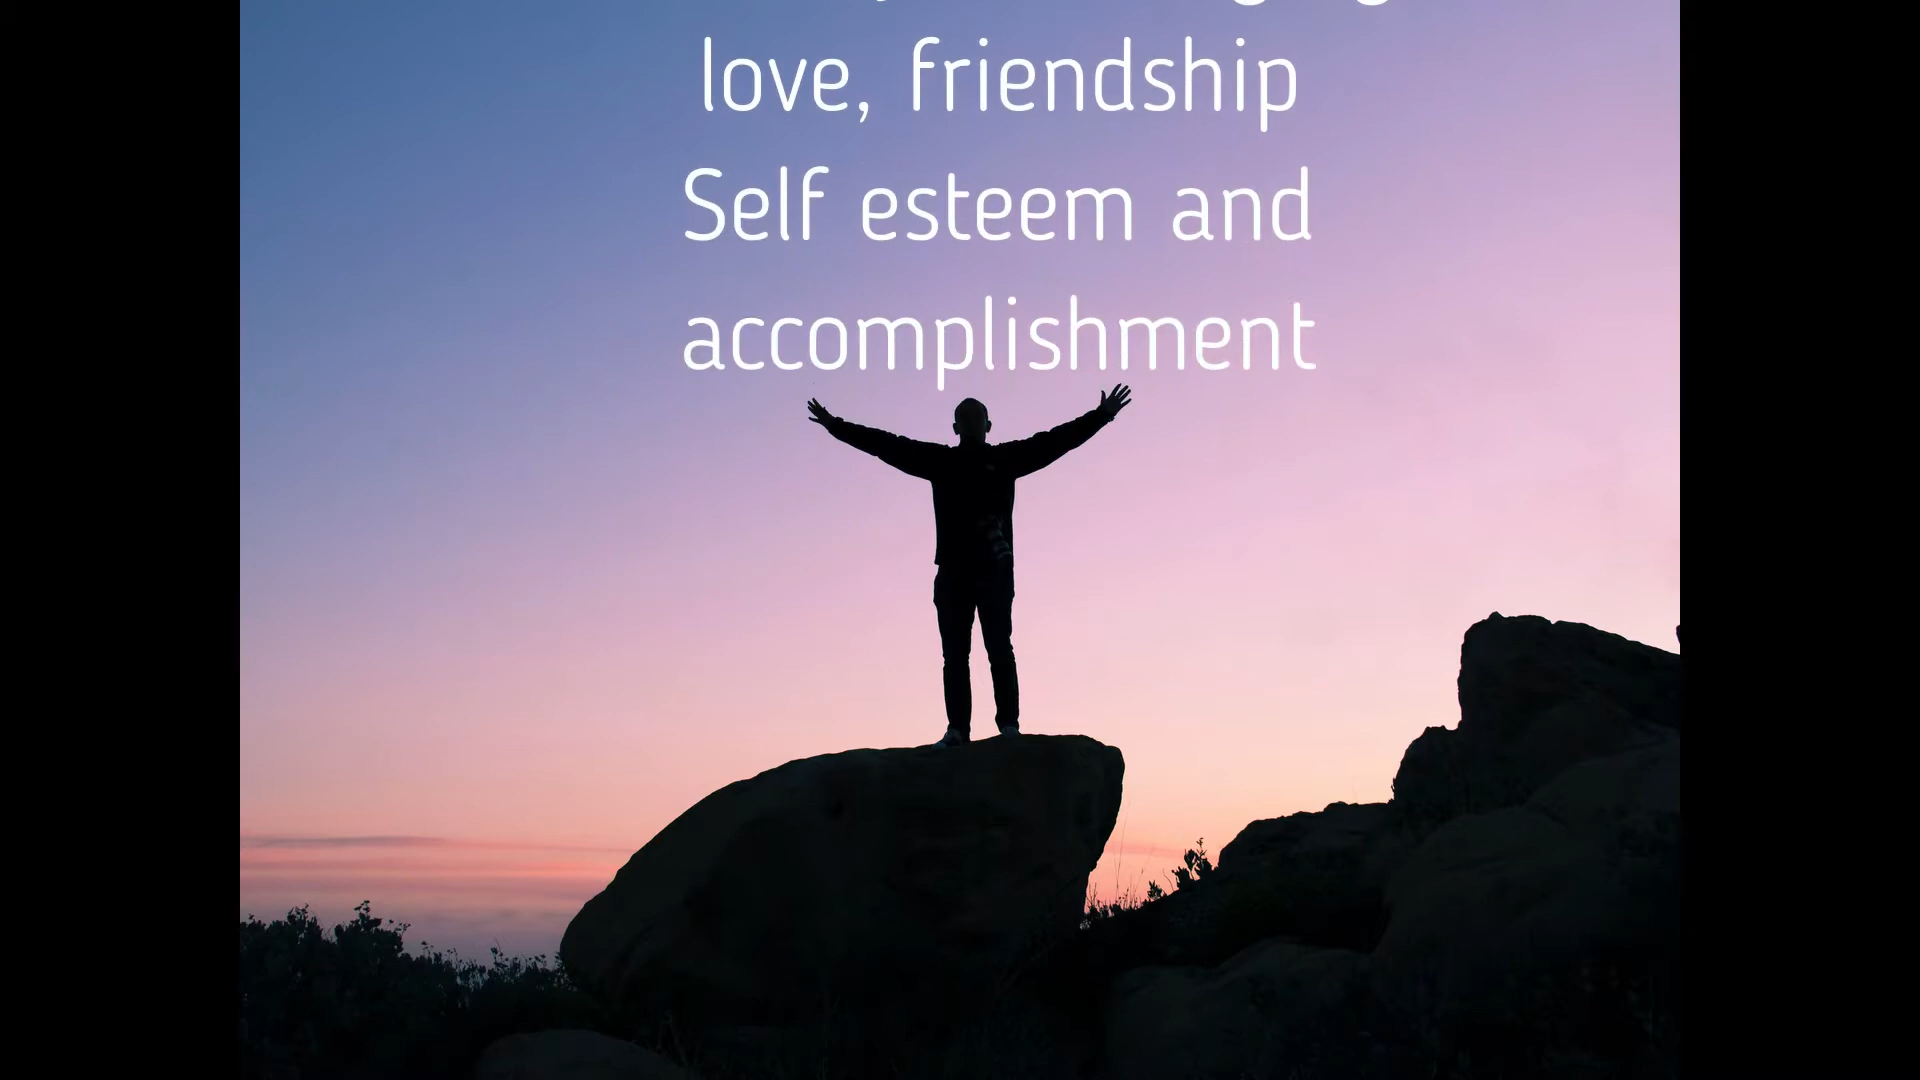 love, friendship
Self esteem and
accomplishment